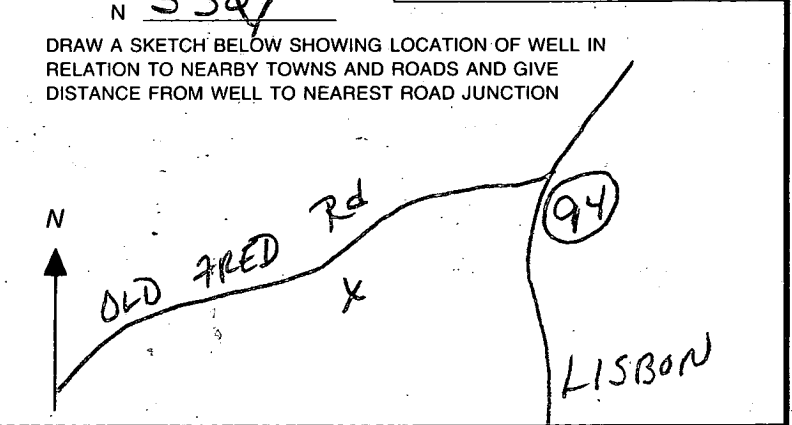 N
DRAW A SKETCH BELOW SHOWING LOCATION OF WELL IN
RELATION TO NEARBY TOWNS AND ROADS AND GIVE
DISTANCE FROM WELL TO NEAREST ROAD JUNCTION
N
OLD FRED Rd
94
X
LISBON